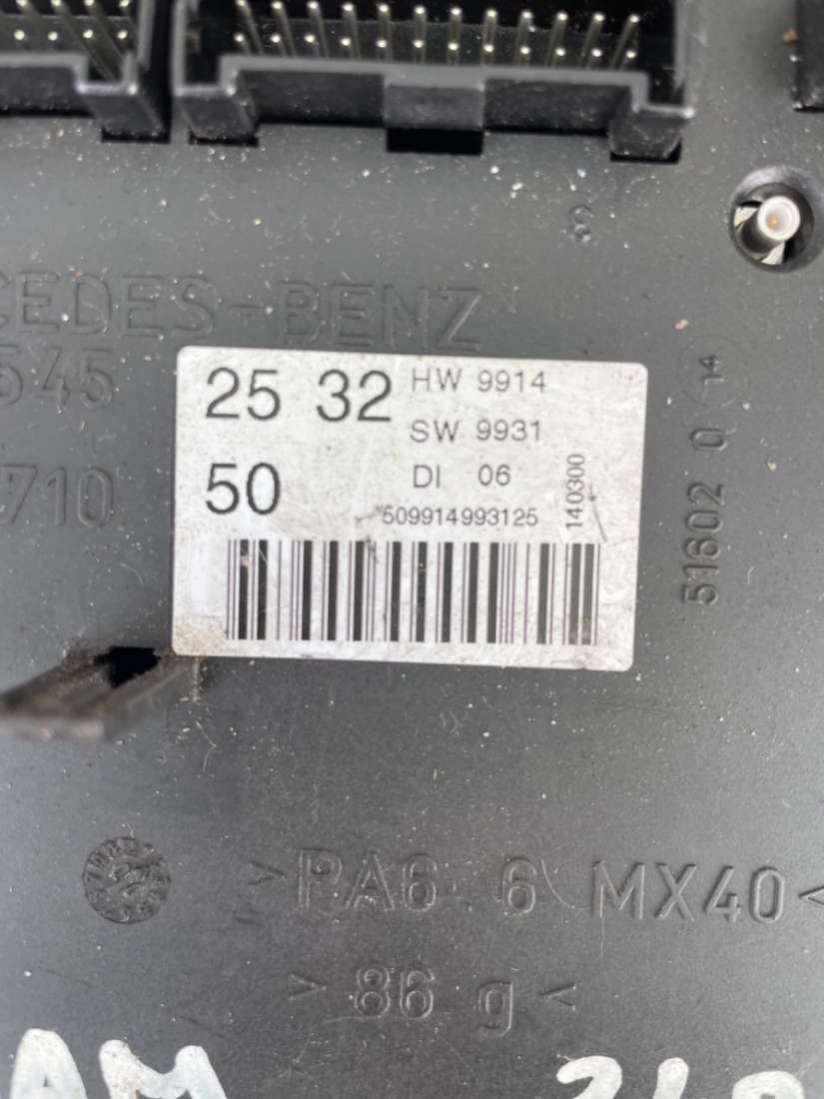 CEDES-BENZ
545
710
25 32
50
HW 9914
SW 9931
DI 06
*509914993125
140300
51602 0 14
>PA6.6\ MX40<
> 86 g <
AM